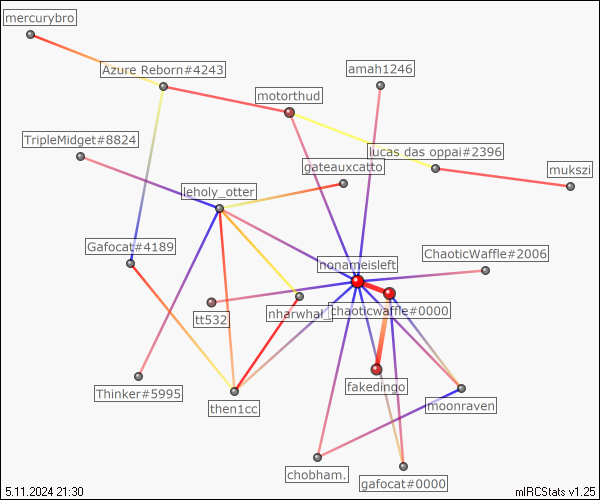 mercurybro
Azure Reborn#4243
amah1246
motorthud
TripleMidget#8824
lucas das oppai#2396
gateauxcatto
mukszi
leholy_otter
Gafocat#4189
ChaoticWaffle#2006
nonameisleft
nharwhal_
chaoticwaffle#0000
tt532
Thinker#5995
fakedingo
then1cc
moonraven
chobham.
gafocat#0000
5.11.2024 21:30
mIRCStats v1.25